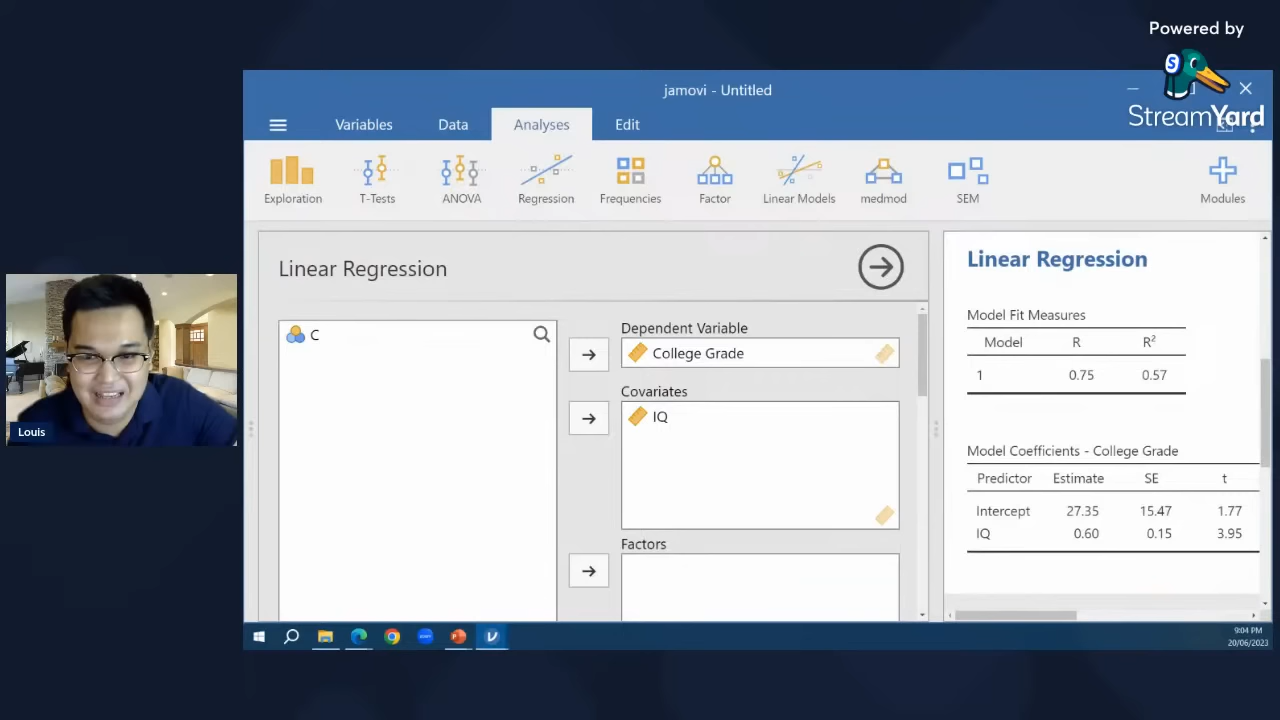 Powered by
StreamYard
jamovi - Untitled
Variables Data Analyses Edit
Exploration T-Tests ANOVA Regression Frequencies Factor Linear Models medmod SEM Modules
Linear Regression
C
Dependent Variable
College Grade
Covariates
IQ
Factors
Linear Regression
Model Fit Measures
Model R R²
1 0.75 0.57
Model Coefficients - College Grade
Predictor Estimate SE t
Intercept 27.35 15.47 1.77
IQ 0.60 0.15 3.95
Louis
zoom
9:04 PM
20/06/2023